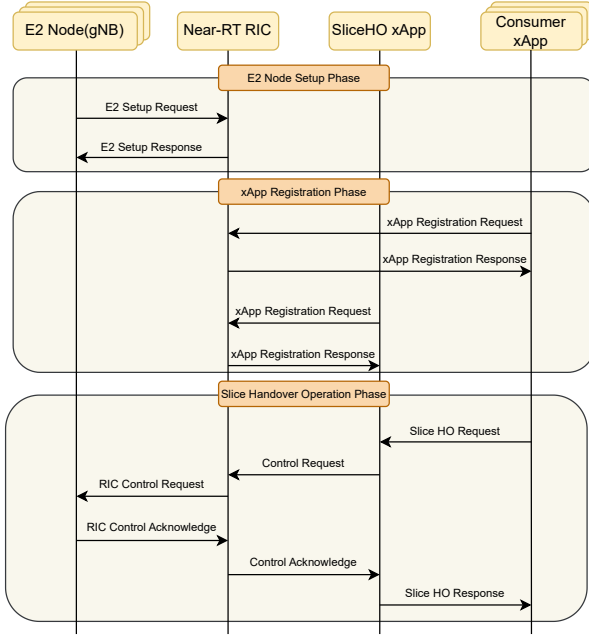 E2 Node(gNB)
Near-RT RIC
SliceHO xApp
Consumer
xApp
E2 Node Setup Phase
E2 Setup Request
E2 Setup Response
xApp Registration Phase
xApp Registration Request
xApp Registration Response
xApp Registration Request
xApp Registration Response
Slice Handover Operation Phase
Slice HO Request
Control Request
RIC Control Request
RIC Control Acknowledge
Control Acknowledge
Slice HO Response